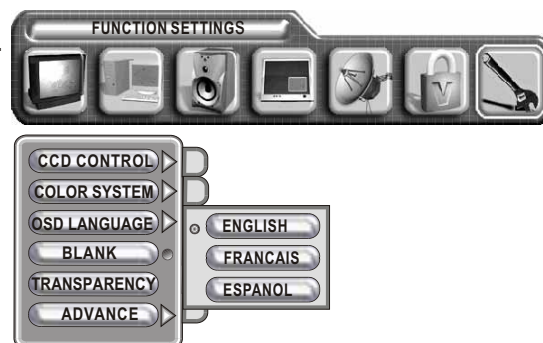 FUNCTION SETTINGS
CCD CONTROL
COLOR SYSTEM
OSD LANGUAGE
BLANK
TRANSPARENCY
ADVANCE
ENGLISH
FRANCAIS
ESPANOL